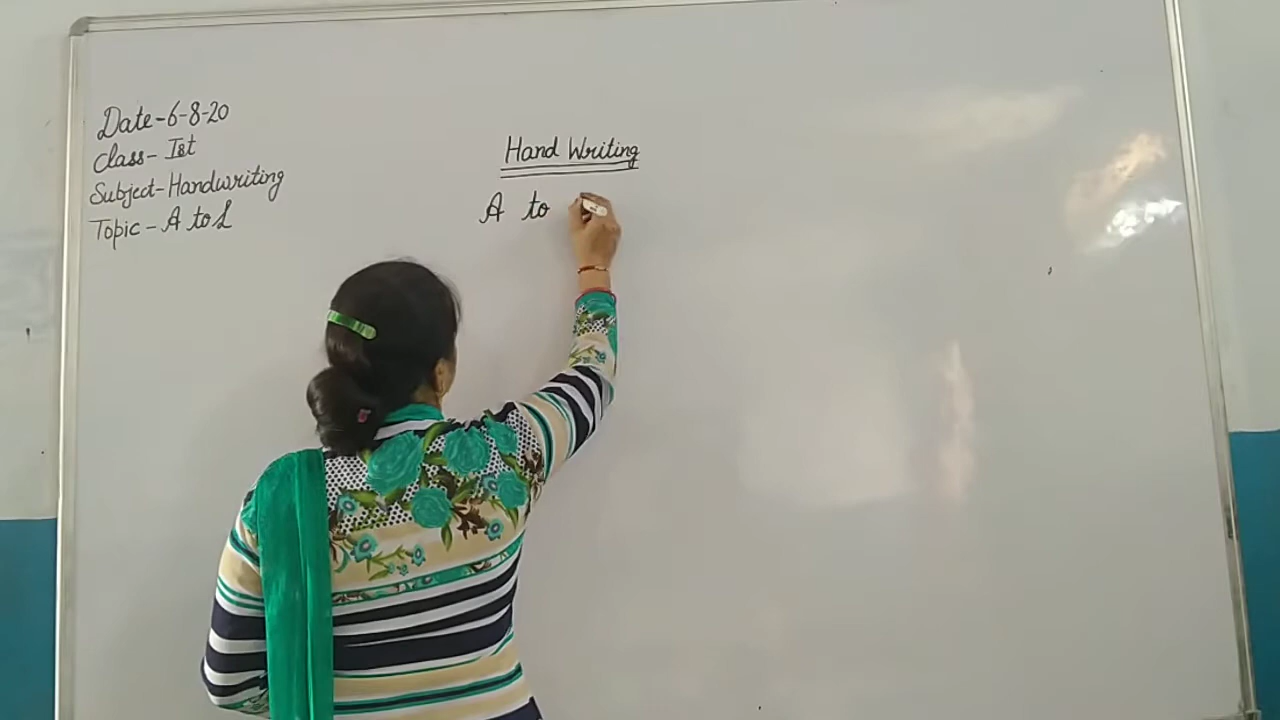 Date-6-8-20
Class- Ist
Subject-Handwriting
Topic- A to L
Hand Writing
A to